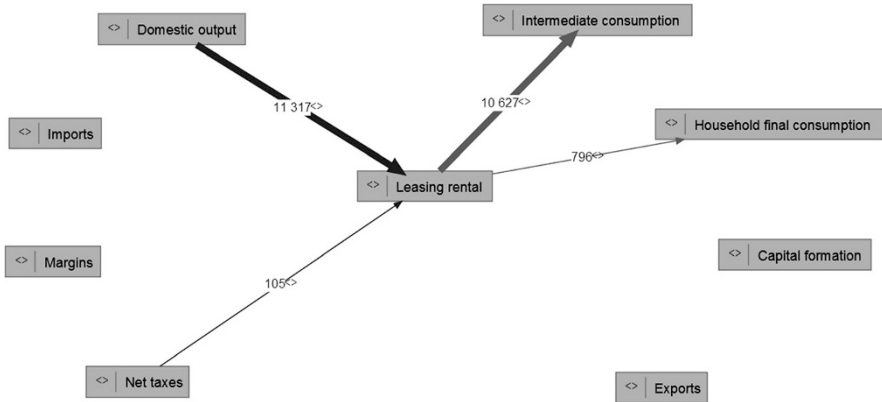 <> Domestic output
<> Intermediate consumption
11 317<>
10 627<>
<> Imports
<> Household final consumption
796<>
<> Leasing rental
<> Margins
<> Capital formation
105<>
<> Net taxes
<> Exports